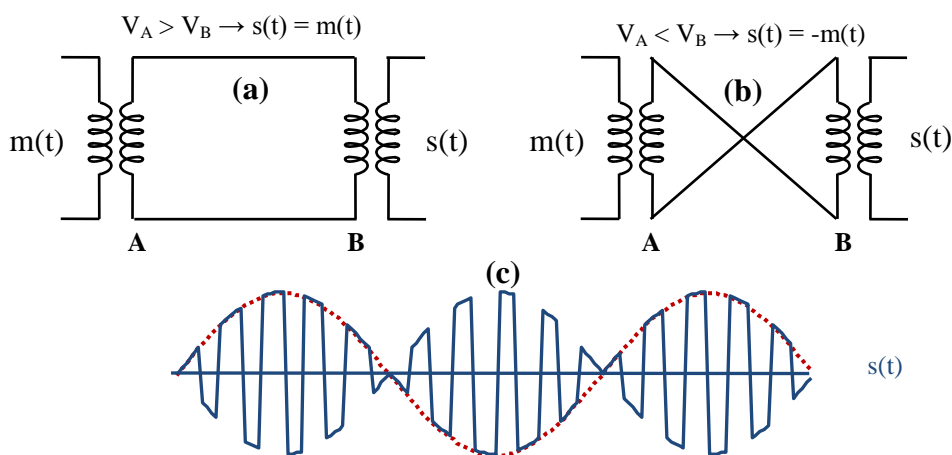 V_A > V_B → s(t) = m(t)
V_A < V_B → s(t) = -m(t)
(a)
(b)
m(t)
s(t)
m(t)
s(t)
A
B
A
B
(c)
s(t)